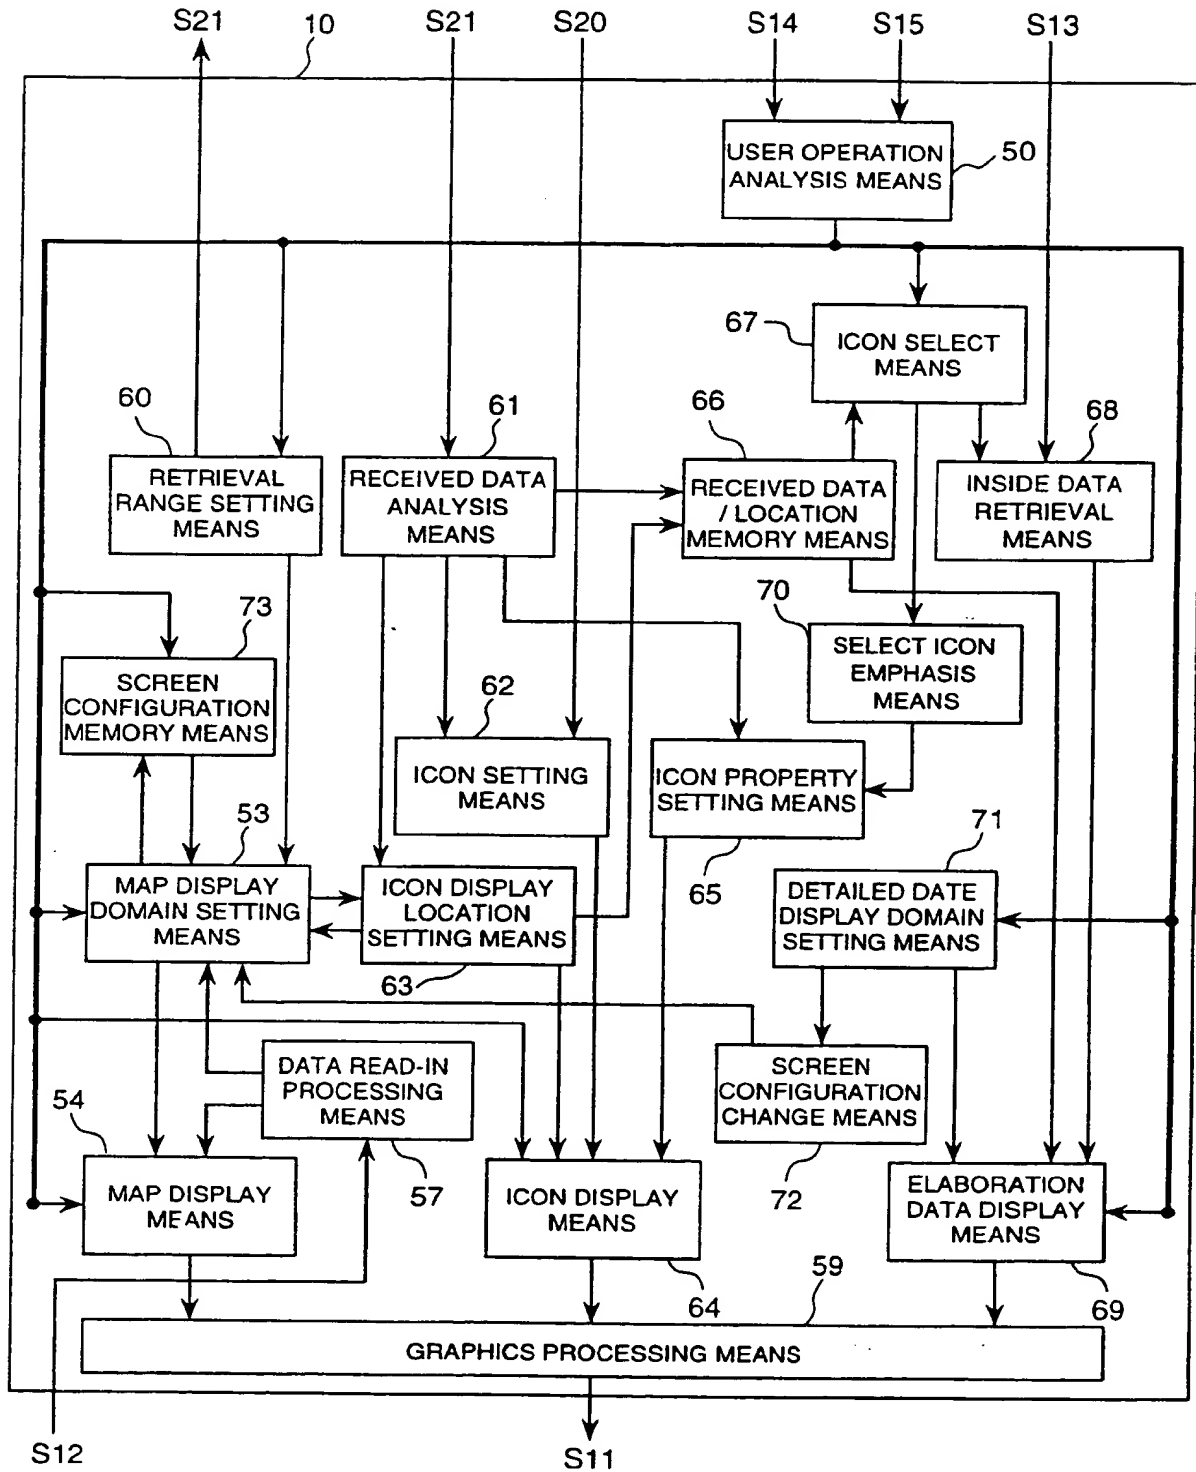 S21
10
S21
S20
S14
S15
S13
USER OPERATION
ANALYSIS MEANS
50
67
ICON SELECT
MEANS
60
RETRIEVAL
RANGE SETTING
MEANS
61
RECEIVED DATA
ANALYSIS
MEANS
66
RECEIVED DATA
/ LOCATION
MEMORY MEANS
68
INSIDE DATA
RETRIEVAL
MEANS
73
SCREEN
CONFIGURATION
MEMORY MEANS
70
SELECT ICON
EMPHASIS
MEANS
62
ICON SETTING
MEANS
ICON PROPERTY
SETTING MEANS
65
53
MAP DISPLAY
DOMAIN SETTING
MEANS
ICON DISPLAY
LOCATION
SETTING MEANS
63
71
DETAILED DATE
DISPLAY DOMAIN
SETTING MEANS
DATA READ-IN
PROCESSING
MEANS
57
SCREEN
CONFIGURATION
CHANGE MEANS
72
54
MAP DISPLAY
MEANS
ICON DISPLAY
MEANS
64
ELABORATION
DATA DISPLAY
MEANS
69
59
GRAPHICS PROCESSING MEANS
S12
S11